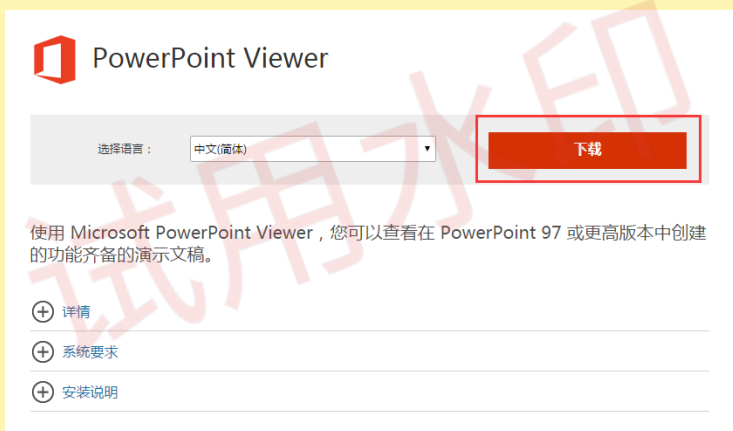 PowerPoint Viewer
选择语言：
中文(简体)
下载
使用 Microsoft PowerPoint Viewer，您可以查看在 PowerPoint 97 或更高版本中创建
的功能齐备的演示文稿。
详情
系统要求
安装说明
试用水印